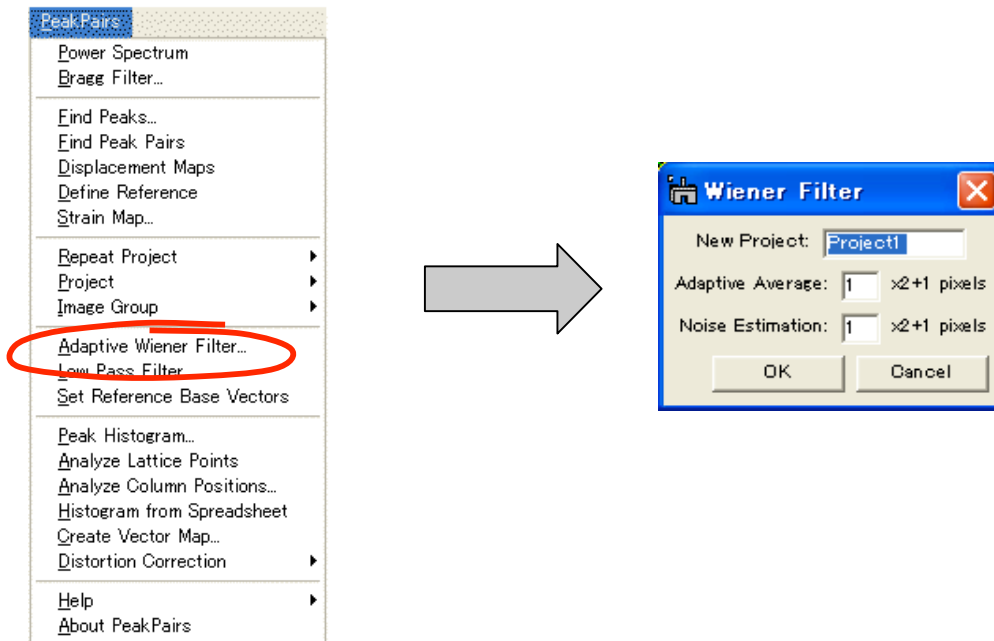 PeakPairs
Power Spectrum
Bragg Filter...
Find Peaks...
Find Peak Pairs
Displacement Maps
Define Reference
Strain Map...
Repeat Project
Project
Image Group
Adaptive Wiener Filter...
Low Pass Filter...
Set Reference Base Vectors
Peak Histogram...
Analyze Lattice Points
Analyze Column Positions...
Histogram from Spreadsheet
Create Vector Map...
Distortion Correction
Help
About PeakPairs
Wiener Filter
New Project: Project1
Adaptive Average: 1 x2+1 pixels
Noise Estimation: 1 x2+1 pixels
OK Cancel